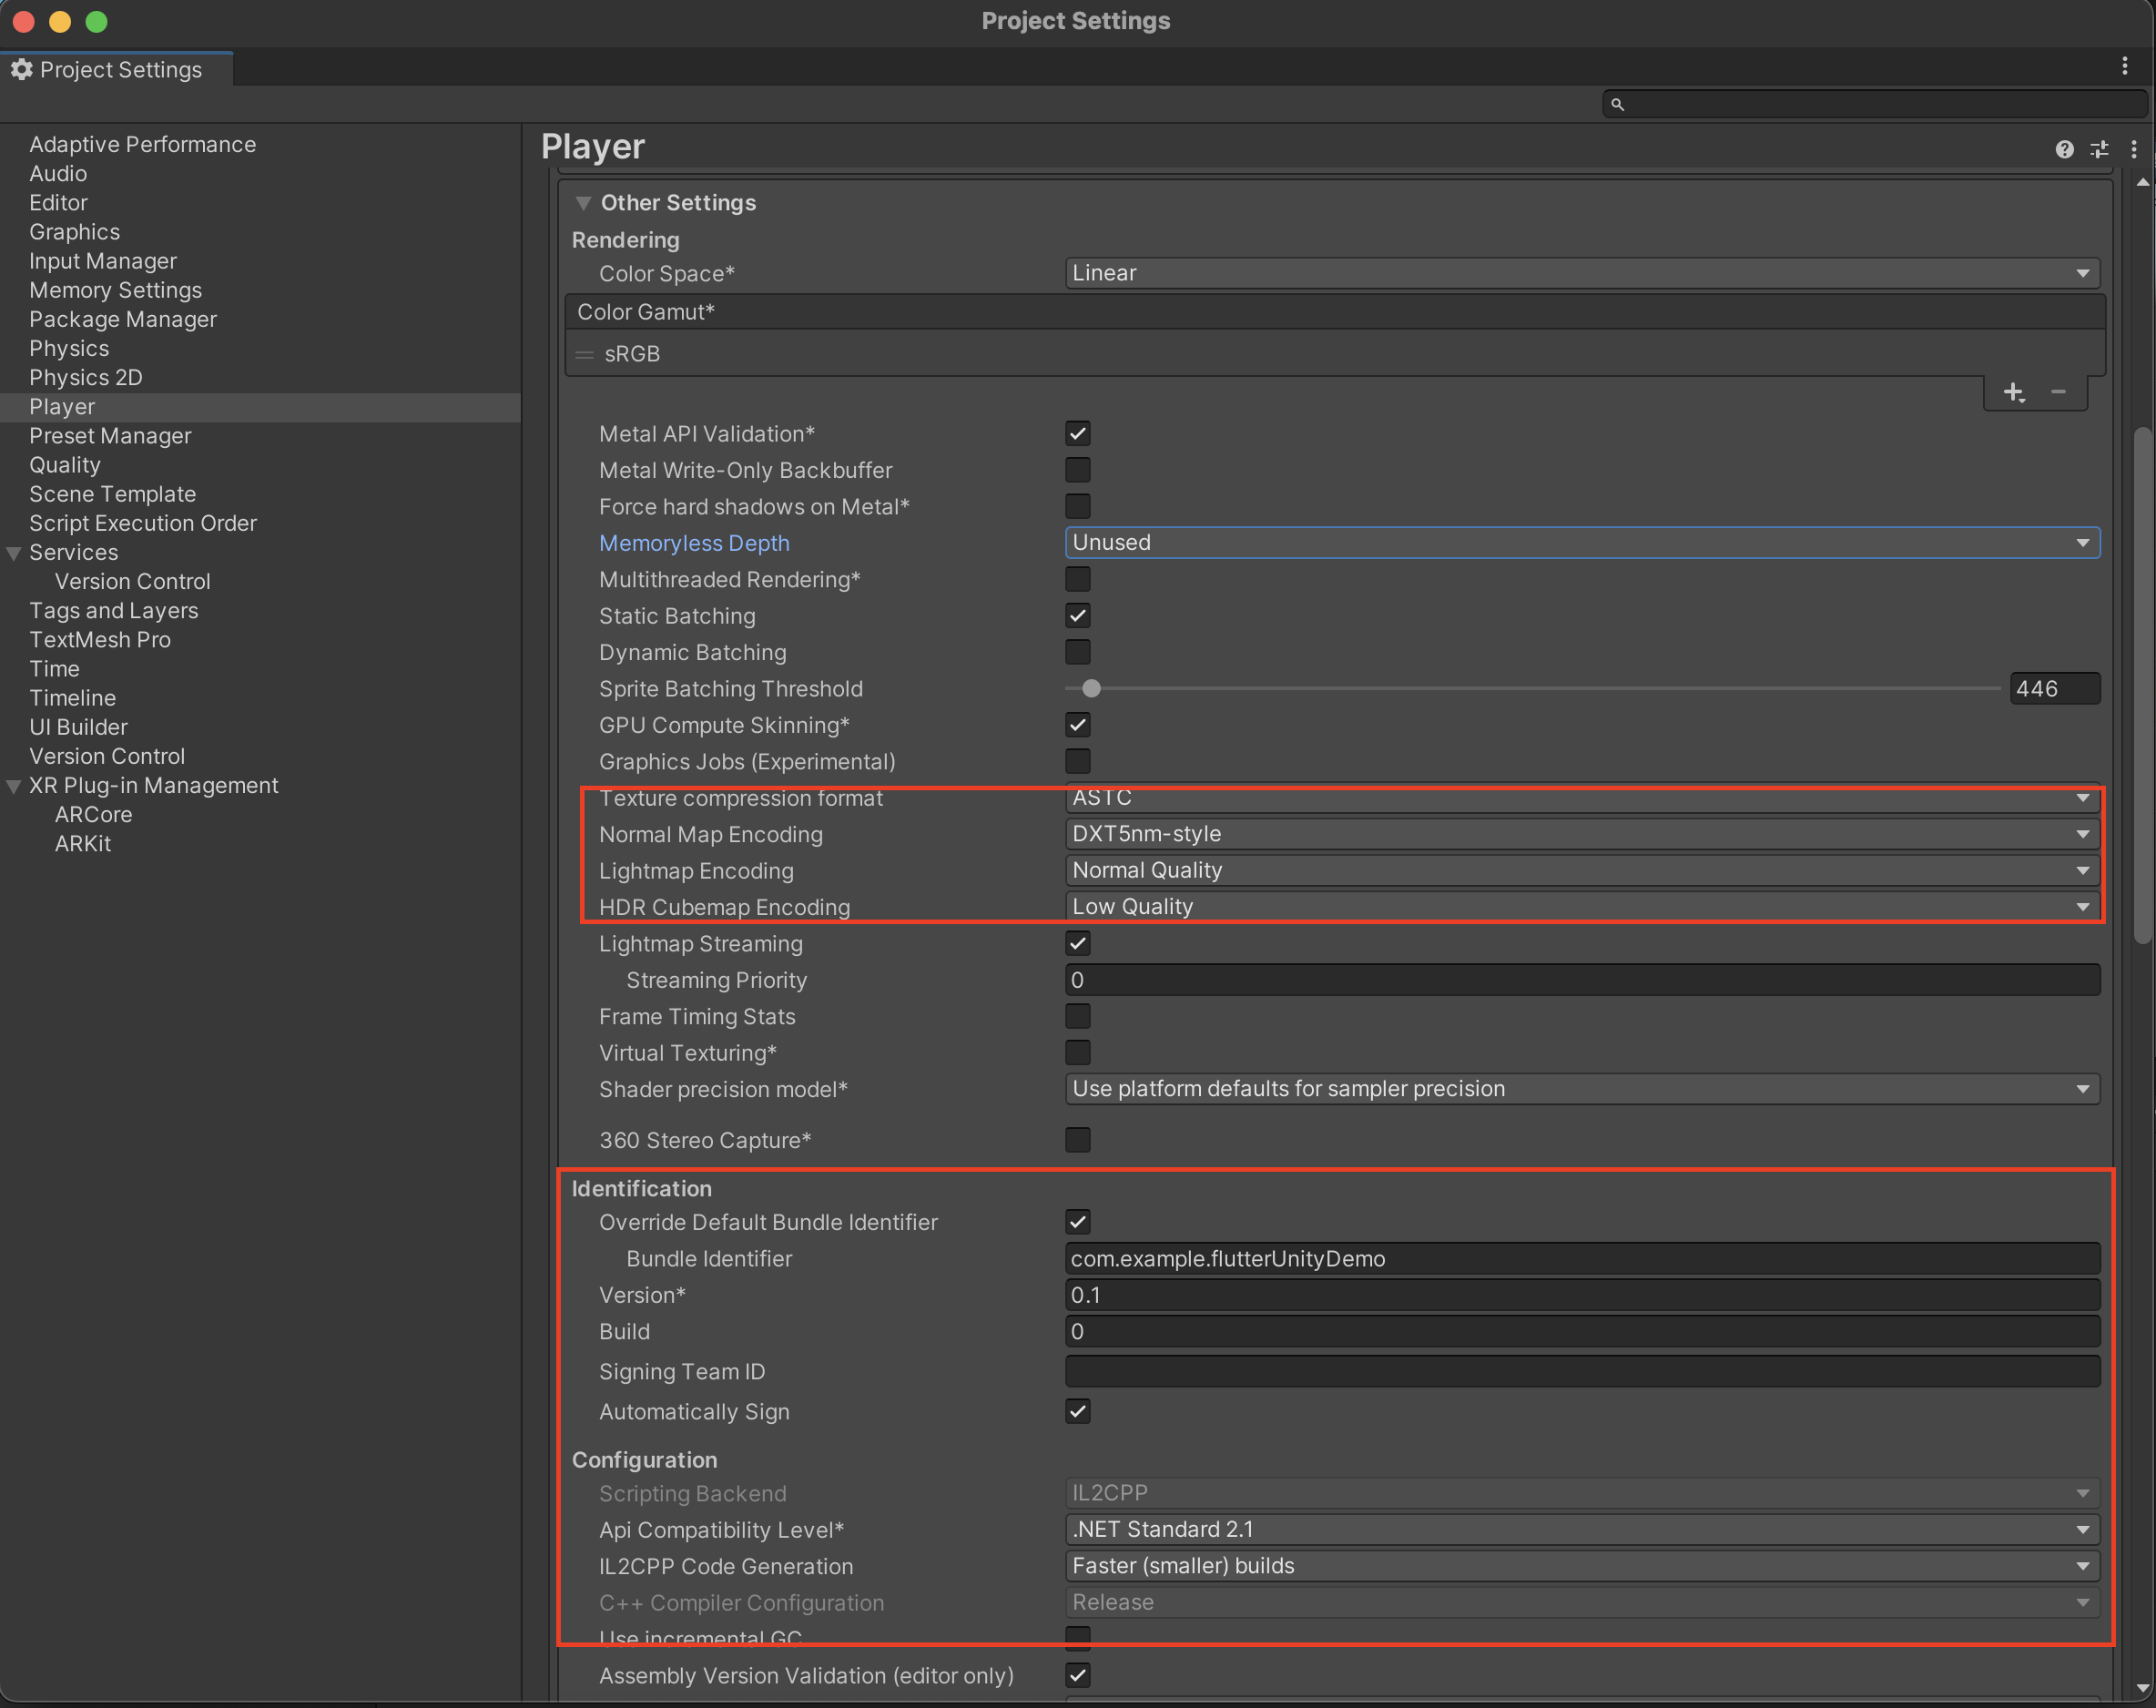 Project Settings
Project Settings
Adaptive Performance
Audio
Editor
Graphics
Input Manager
Memory Settings
Package Manager
Physics
Physics 2D
Player
Preset Manager
Quality
Scene Template
Script Execution Order
Services
Version Control
Tags and Layers
TextMesh Pro
Time
Timeline
UI Builder
Version Control
XR Plug-in Management
ARCore
ARKit
Player
Other Settings
Rendering
Color Space* Linear
Color Gamut*
sRGB
Metal API Validation*
Metal Write-Only Backbuffer
Force hard shadows on Metal*
Memoryless Depth Unused
Multithreaded Rendering*
Static Batching
Dynamic Batching
Sprite Batching Threshold 446
GPU Compute Skinning*
Graphics Jobs (Experimental)
Texture compression format ASTC
Normal Map Encoding DXT5nm-style
Lightmap Encoding Normal Quality
HDR Cubemap Encoding Low Quality
Lightmap Streaming
Streaming Priority 0
Frame Timing Stats
Virtual Texturing*
Shader precision model* Use platform defaults for sampler precision
360 Stereo Capture*
Identification
Override Default Bundle Identifier
Bundle Identifier com.example.flutterUnityDemo
Version* 0.1
Build 0
Signing Team ID
Automatically Sign
Configuration
Scripting Backend IL2CPP
Api Compatibility Level* .NET Standard 2.1
IL2CPP Code Generation Faster (smaller) builds
C++ Compiler Configuration Release
Use incremental GC
Assembly Version Validation (editor only)